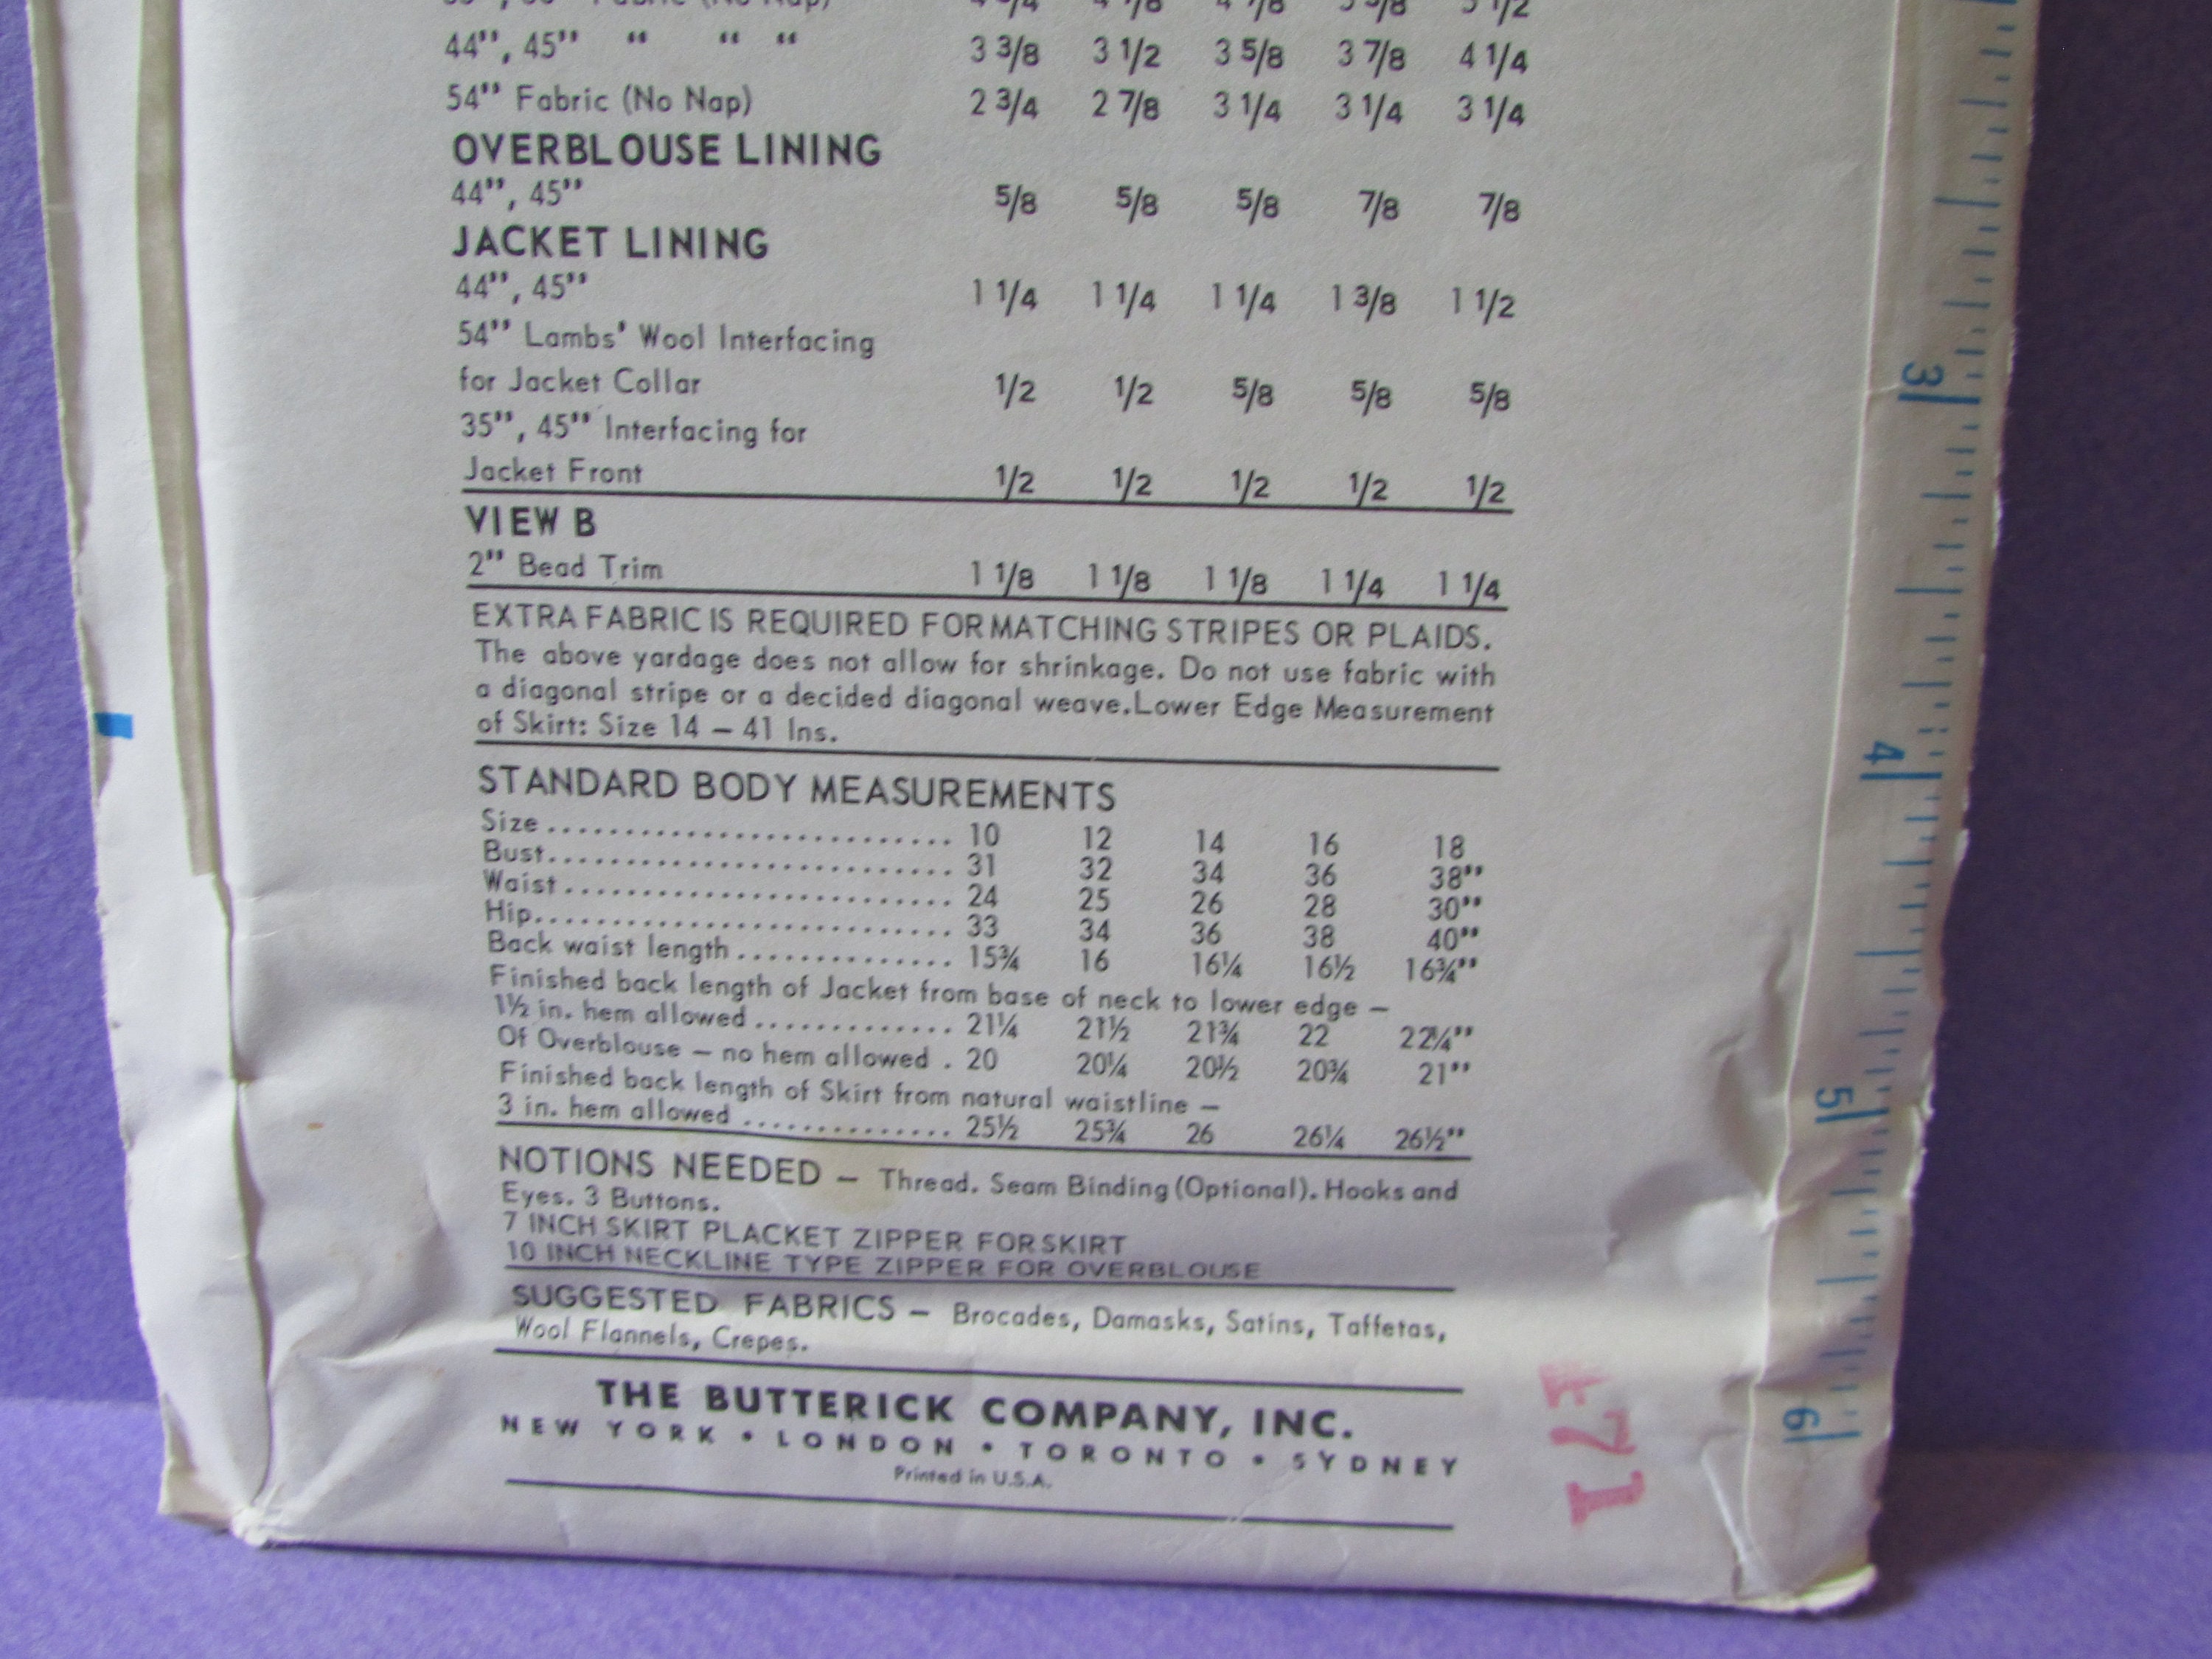 44", 45" " " " 3 3/8 3 1/2 3 5/8 3 7/8 4 1/4
54" Fabric (No Nap) 2 3/4 2 7/8 3 1/4 3 1/4 3 1/4
OVERBLOUSE LINING
44", 45" 5/8 5/8 5/8 7/8 7/8
JACKET LINING
44", 45" 1 1/4 1 1/4 1 1/4 1 3/8 1 1/2
54" Lambs' Wool Interfacing
for Jacket Collar 1/2 1/2 5/8 5/8 5/8
35", 45" Interfacing for
Jacket Front 1/2 1/2 1/2 1/2 1/2
VIEW B
2" Bead Trim 1 1/8 1 1/8 1 1/8 1 1/4 1 1/4
EXTRA FABRIC IS REQUIRED FOR MATCHING STRIPES OR PLAIDS.
The above yardage does not allow for shrinkage. Do not use fabric with
a diagonal stripe or a decided diagonal weave. Lower Edge Measurement
of Skirt: Size 14 – 41 Ins.
STANDARD BODY MEASUREMENTS
Size .............................. 10 12 14 16 18
Bust.............................. 31 32 34 36 38"
Waist ............................ 24 25 26 28 30"
Hip............................... 33 34 36 38 40"
Back waist length ............... 15¾ 16 16¼ 16½ 16¾"
Finished back length of Jacket from base of neck to lower edge –
1½ in. hem allowed .............. 21¼ 21½ 21¾ 22 22¼"
Of Overblouse – no hem allowed . 20 20¼ 20½ 20¾ 21"
Finished back length of Skirt from natural waistline –
3 in. hem allowed ............... 25½ 25¾ 26 26¼ 26½"
NOTIONS NEEDED – Thread. Seam Binding (Optional). Hooks and
Eyes. 3 Buttons.
7 INCH SKIRT PLACKET ZIPPER FOR SKIRT
10 INCH NECKLINE TYPE ZIPPER FOR OVERBLOUSE
SUGGESTED FABRICS – Brocades, Damasks, Satins, Taffetas,
Wool Flannels, Crepes.
THE BUTTERICK COMPANY, INC.
NEW YORK • LONDON • TORONTO • SYDNEY
Printed in U.S.A.
3
4
5
6